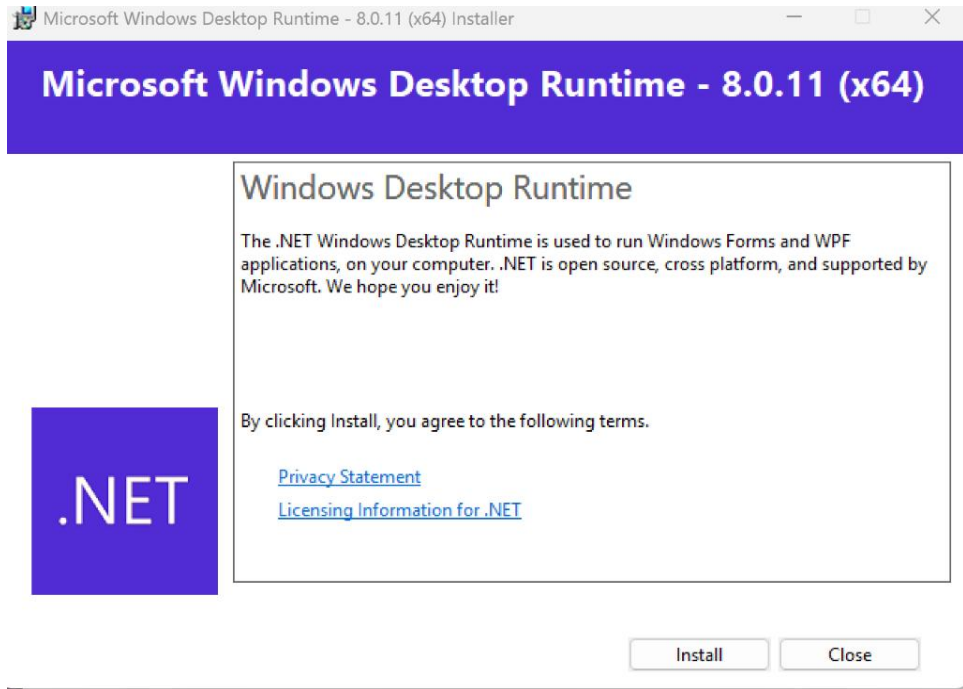 Microsoft Windows Desktop Runtime - 8.0.11 (x64) Installer
Microsoft Windows Desktop Runtime - 8.0.11 (x64)
Windows Desktop Runtime
The .NET Windows Desktop Runtime is used to run Windows Forms and WPF
applications, on your computer. .NET is open source, cross platform, and supported by
Microsoft. We hope you enjoy it!
By clicking Install, you agree to the following terms.
Privacy Statement
Licensing Information for .NET
.NET
Install
Close